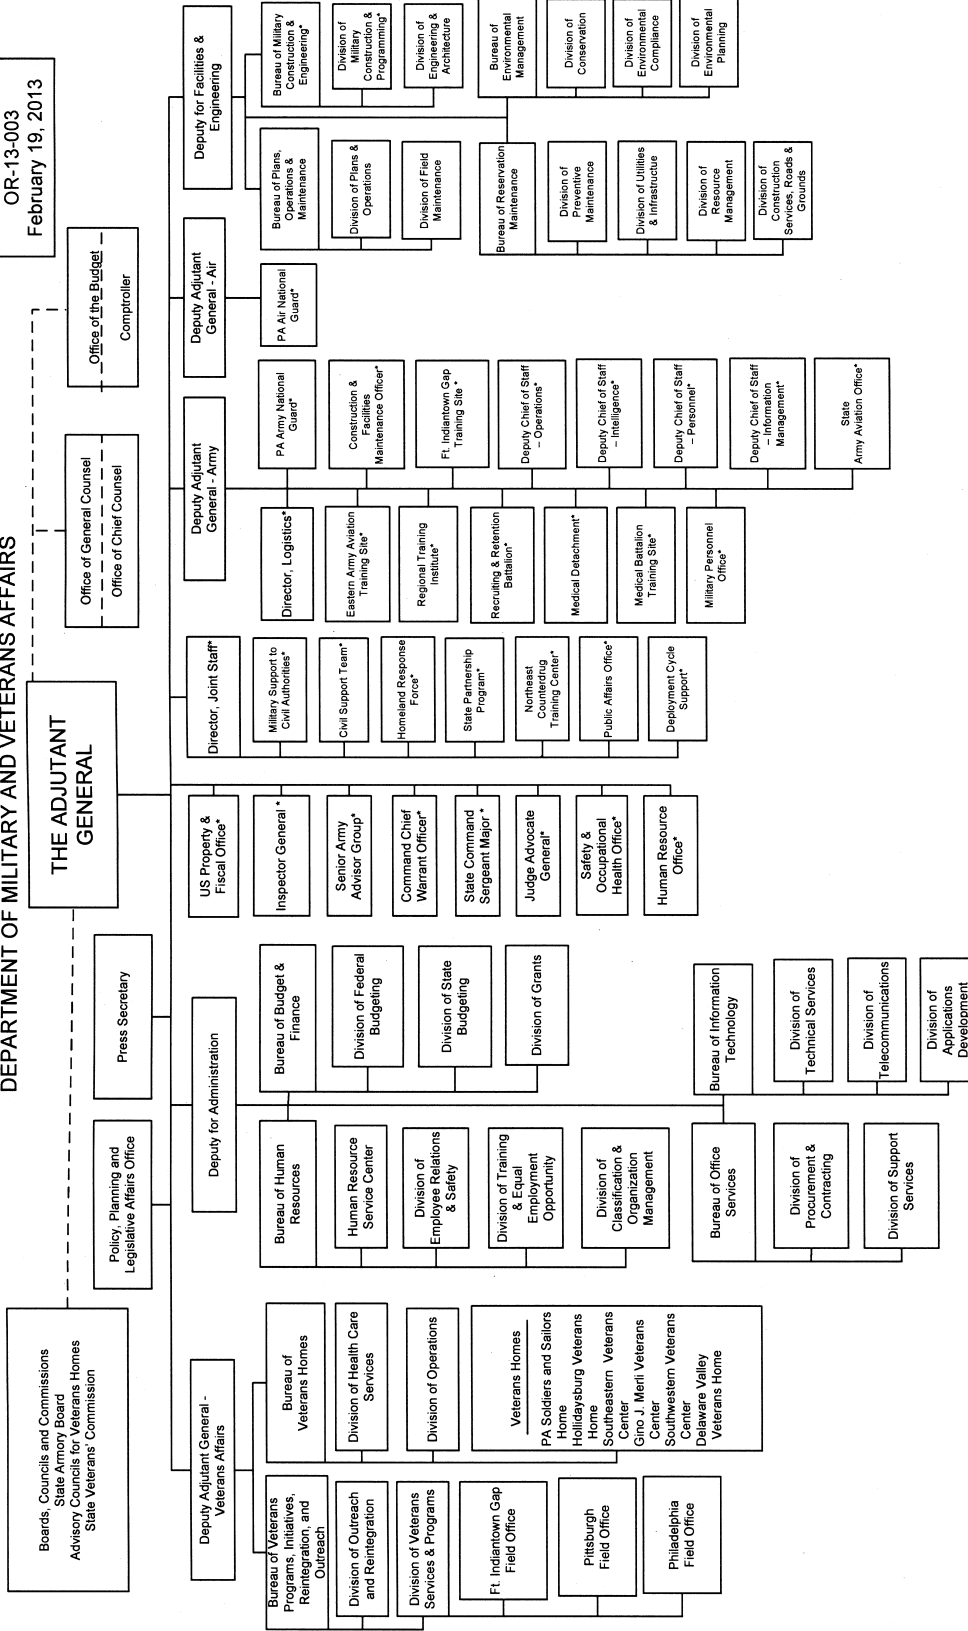 DEPARTMENT OF MILITARY AND VETERANS AFFAIRS
OR-13-003
February 19, 2013
THE ADJUTANT
GENERAL
Boards, Councils and Commissions
State Armory Board
Advisory Councils for Veterans Homes
State Veterans' Commission
Office of General Counsel
Office of Chief Counsel
Office of the Budget
Comptroller
Policy, Planning and
Legislative Affairs Office
Press Secretary
Deputy Adjutant General -
Veterans Affairs
Bureau of Veterans
Programs, Initiatives,
Reintegration, and
Outreach
Division of Outreach
and Reintegration
Division of Veterans
Services & Programs
Ft. Indiantown Gap
Field Office
Pittsburgh
Field Office
Philadelphia
Field Office
Bureau of
Veterans Homes
Division of Health Care
Services
Division of Operations
Veterans Homes
PA Soldiers and Sailors
Home
Hollidaysburg Veterans
Home
Southeastern Veterans
Center
Gino J. Merli Veterans
Center
Southwestern Veterans
Center
Delaware Valley
Veterans Home
Deputy for Administration
Bureau of Human
Resources
Human Resource
Service Center
Division of
Employee Relations
& Safety
Division of Training
& Equal
Employment
Opportunity
Division of
Classification &
Organization
Management
Bureau of Budget &
Finance
Division of Federal
Budgeting
Division of State
Budgeting
Division of Grants
Bureau of Office
Services
Division of
Procurement &
Contracting
Division of Support
Services
Bureau of Information
Technology
Division of
Technical Services
Division of
Telecommunications
Division of
Applications
Development
US Property &
Fiscal Office*
Inspector General *
Senior Army
Advisor Group*
Command Chief
Warrant Officer*
State Command
Sergeant Major *
Judge Advocate
General*
Safety &
Occupational
Health Office*
Human Resource
Office*
Director, Joint Staff*
Military Support to
Civil Authorities*
Civil Support Team*
Homeland Response
Force*
State Partnership
Program*
Northeast
Counterdrug
Training Center*
Public Affairs Office*
Deployment Cycle
Support*
Deputy Adjutant
General - Army
Director, Logistics*
Eastern Army Aviation
Training Site*
Regional Training
Institute*
Recruiting & Retention
Battalion*
Medical Detachment*
Medical Battalion
Training Site*
Military Personnel
Office*
PA Army National
Guard*
Construction &
Facilities
Maintenance Officer*
Ft. Indiantown Gap
Training Site *
Deputy Chief of Staff
– Operations*
Deputy Chief of Staff
– Intelligence*
Deputy Chief of Staff
– Personnel*
Deputy Chief of Staff
– Information
Management*
State
Army Aviation Office*
Deputy Adjutant
General - Air
PA Air National
Guard*
Deputy for Facilities &
Engineering
Bureau of Plans,
Operations &
Maintenance
Division of Plans &
Operations
Division of Field
Maintenance
Bureau of Military
Construction &
Engineering*
Division of
Military
Construction &
Programming*
Division of
Engineering &
Architecture
Bureau of Reservation
Maintenance
Division of
Preventive
Maintenance
Division of Utilities
& Infrastructue
Division of
Resource
Management
Division of
Construction
Services, Roads &
Grounds
Bureau of
Environmental
Management
Division of
Conservation
Division of
Environmental
Compliance
Division of
Environmental
Planning